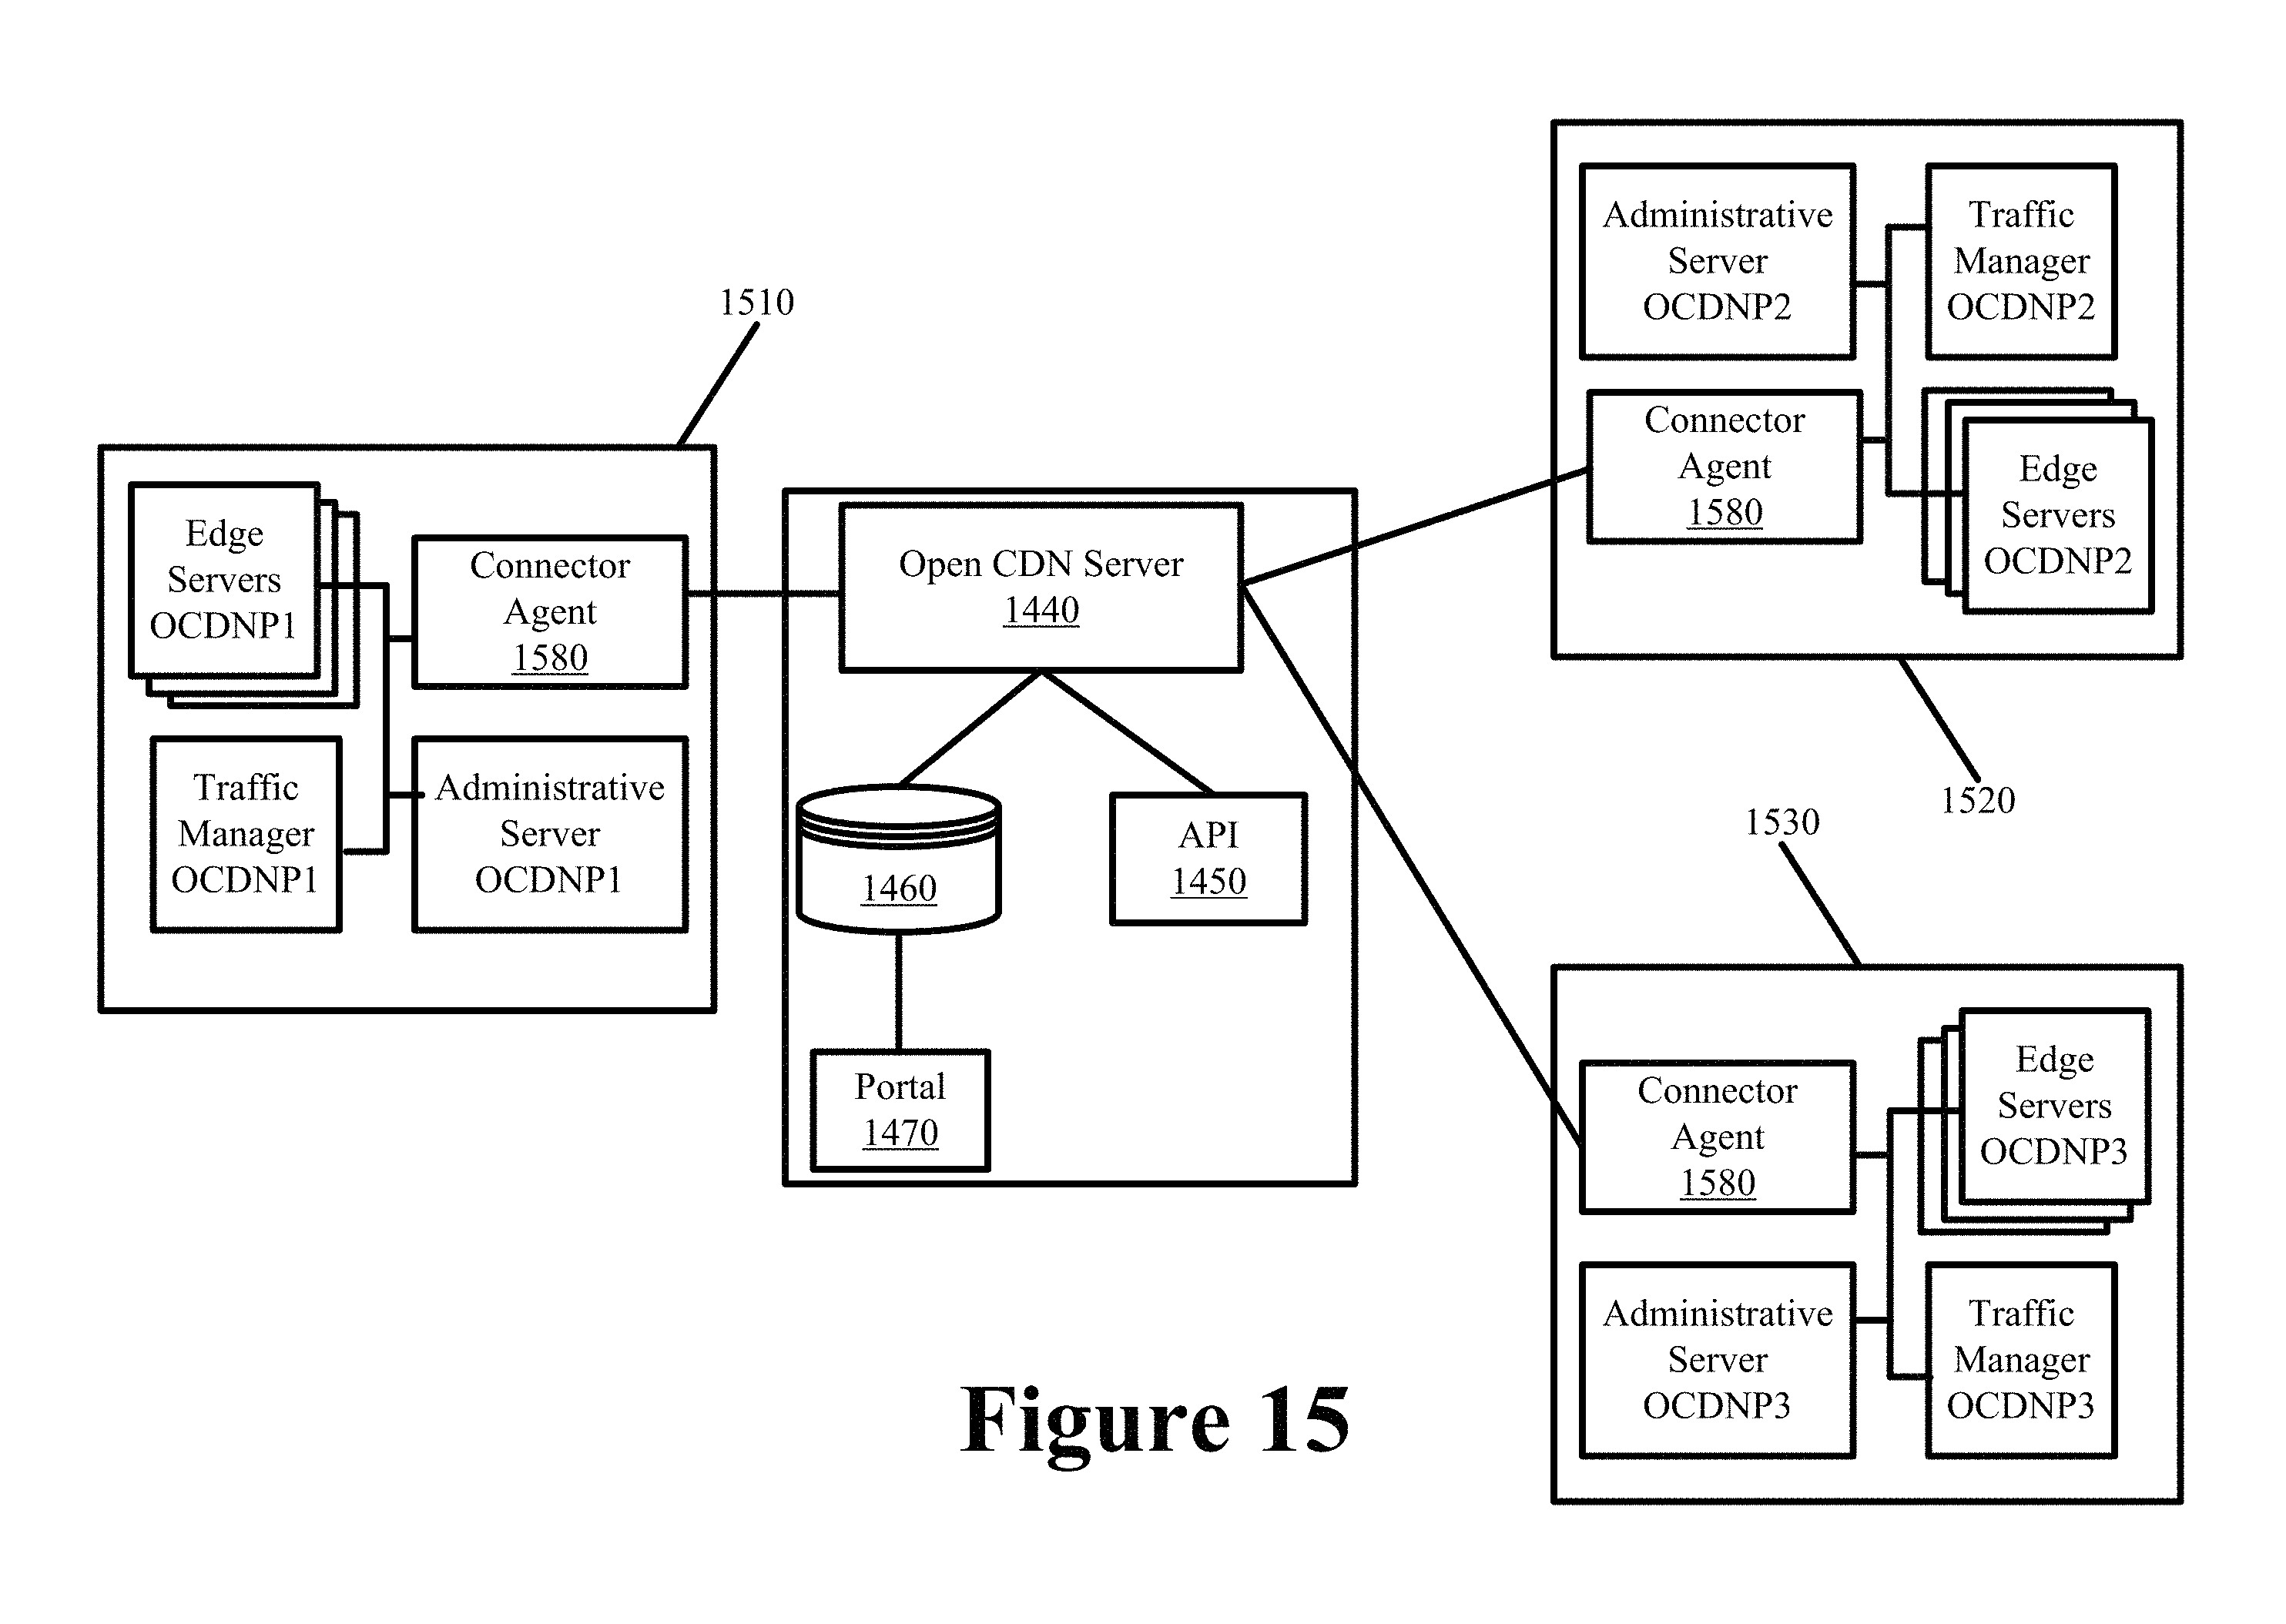 1510
Edge
Servers
OCDNP1
Connector
Agent
1580
Traffic
Manager
OCDNP1
Administrative
Server
OCDNP1
Open CDN Server
1440
1460
API
1450
Portal
1470
Administrative
Server
OCDNP2
Traffic
Manager
OCDNP2
Connector
Agent
1580
Edge
Servers
OCDNP2
1520
1530
Connector
Agent
1580
Edge
Servers
OCDNP3
Administrative
Server
OCDNP3
Traffic
Manager
OCDNP3
Figure 15